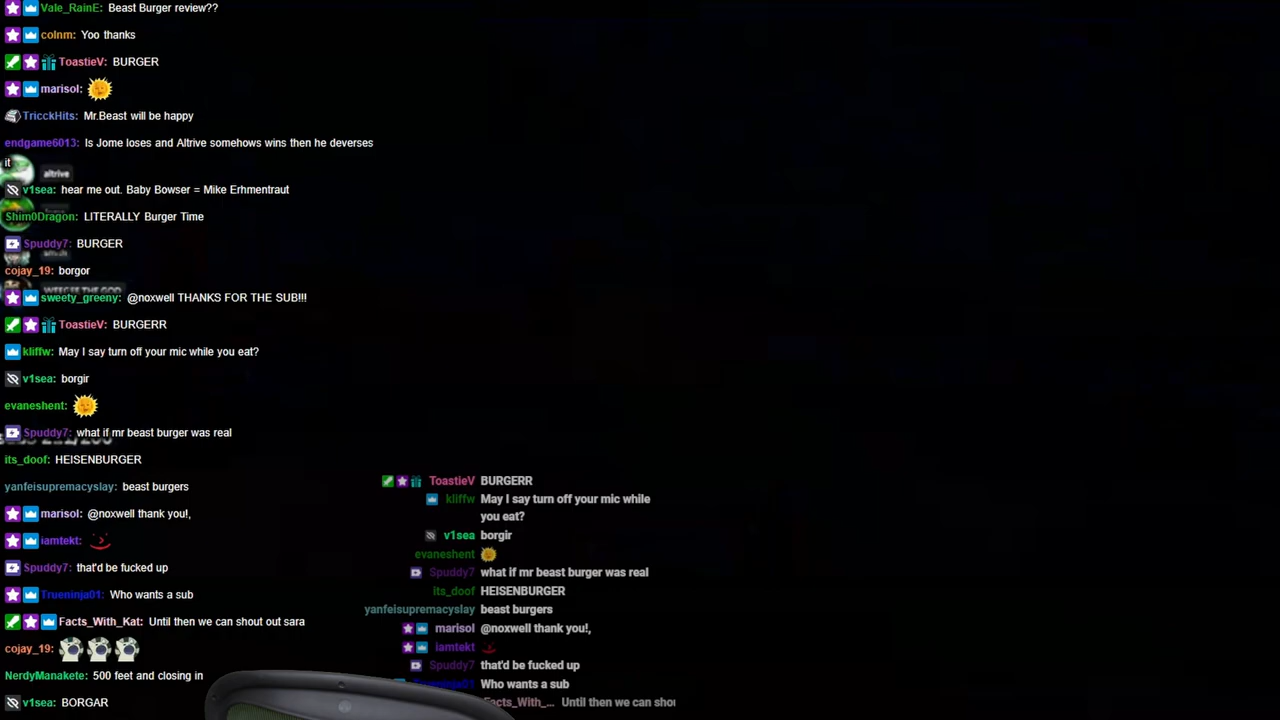 Vale_RainE: Beast Burger review??
colnm: Yoo thanks
ToastieV: BURGER
marisol:
TricckHits: Mr.Beast will be happy
endgame6013: Is Jome loses and Altrive somehows wins then he deverses
it
altrive
v1sea: hear me out. Baby Bowser = Mike Erhmentraut
Shim0Dragon: LITERALLY Burger Time
Spuddy7: BURGER
cojay_19: borgor
WEEGEE THE GOD
sweety_greeny: @noxwell THANKS FOR THE SUB!!!
ToastieV: BURGERR
kliffw: May I say turn off your mic while you eat?
v1sea: borgir
evaneshent:
Spuddy7: what if mr beast burger was real
its_doof: HEISENBURGER
yanfeisupremacyslay: beast burgers
marisol: @noxwell thank you!,
iamtekt:
Spuddy7: that'd be fucked up
Trueninja01: Who wants a sub
Facts_With_Kat: Until then we can shout out sara
cojay_19:
NerdyManakete: 500 feet and closing in
v1sea: BORGAR
ToastieV BURGERR
kliffw May I say turn off your mic while
you eat?
v1sea borgir
evaneshent
Spuddy7 what if mr beast burger was real
its_doof HEISENBURGER
yanfeisupremacyslay beast burgers
marisol @noxwell thank you!,
iamtekt
Spuddy7 that'd be fucked up
Trueninja01 Who wants a sub
Facts_With_... Until then we can shou